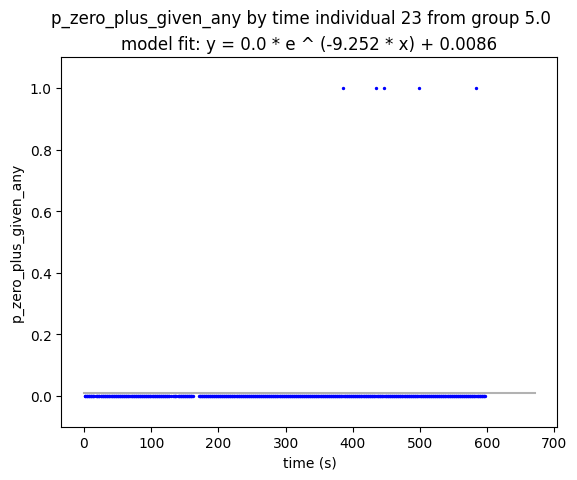 p_zero_plus_given_any by time individual 23 from group 5.0
model fit: y = 0.0 * e ^ (-9.252 * x) + 0.0086
1.0
0.8
0.6
0.4
0.2
0.0
p_zero_plus_given_any
0 100 200 300 400 500 600 700
time (s)